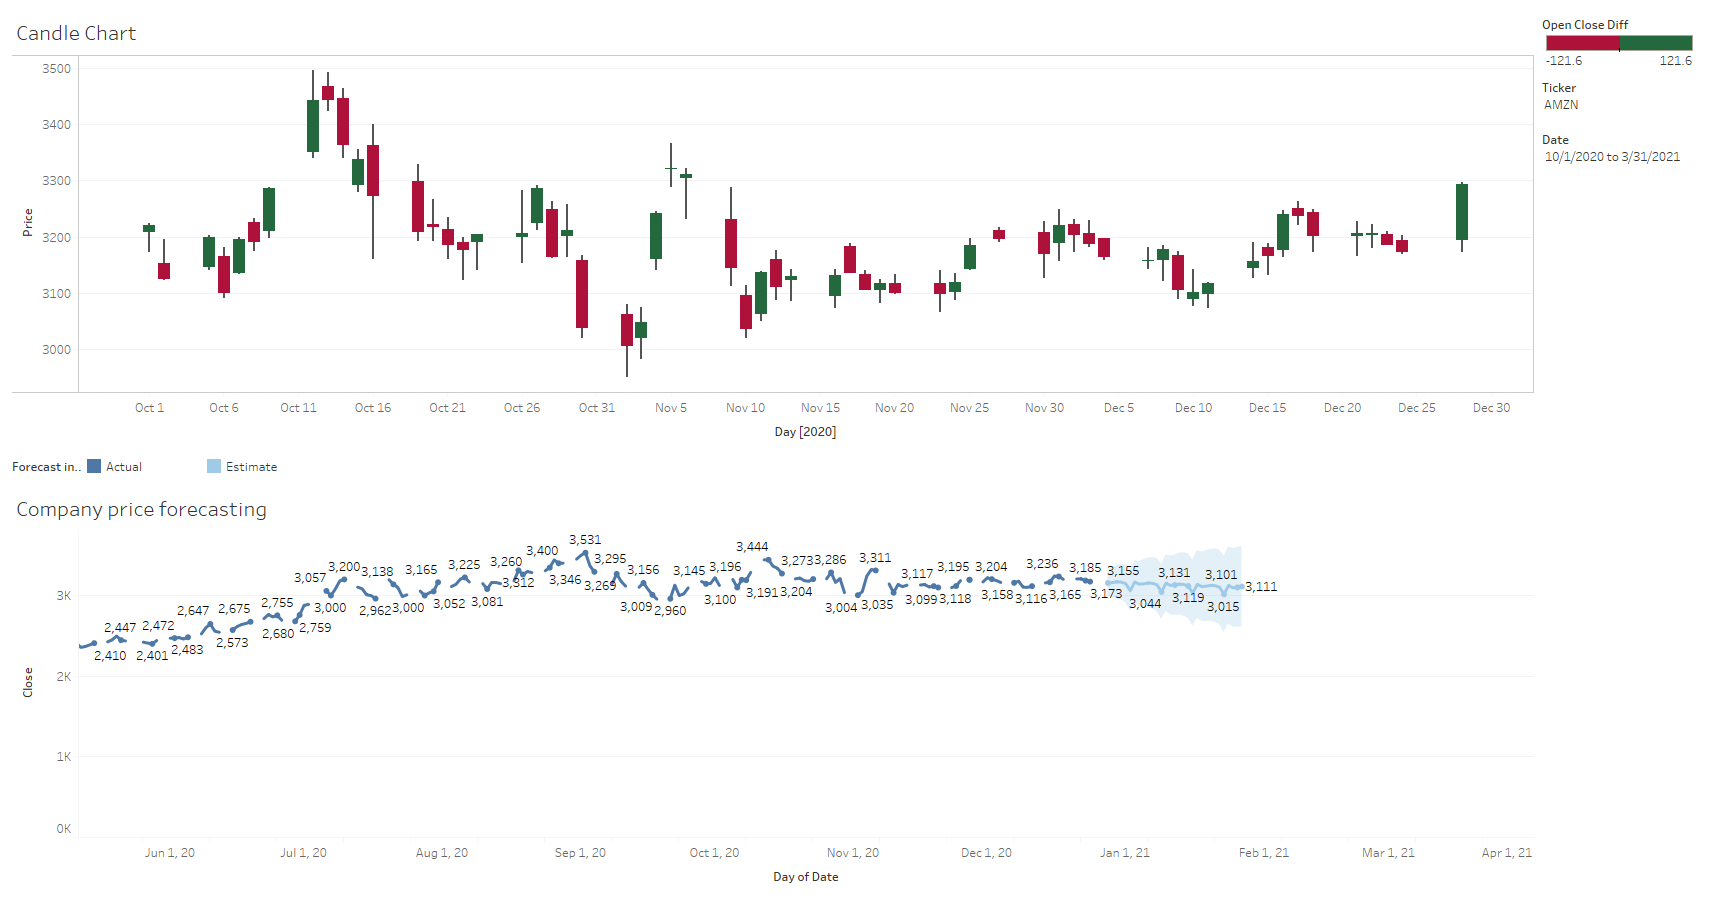 Candle Chart
Open Close Diff
-121.6 121.6
Ticker
AMZN
Date
10/1/2020 to 3/31/2021
3500
3400
3300
3200
3100
3000
Price
Oct 1 Oct 6 Oct 11 Oct 16 Oct 21 Oct 26 Oct 31 Nov 5 Nov 10 Nov 15 Nov 20 Nov 25 Nov 30 Dec 5 Dec 10 Dec 15 Dec 20 Dec 25 Dec 30
Day [2020]
Forecast in.. Actual Estimate
Company price forecasting
3,531
3,444
3,400
3,295
3,260
3,273 3,286 3,311
3,225
3,200 3,138 3,165 3,156 3,145 3,196 3,117 3,195 3,204 3,236 3,185 3,155 3,131 3,101
3,057
3,312 3,346 3,269
3,111
3K
2,962 3,000 3,052 3,081 3,009 2,960 3,100 3,191 3,204 3,004 3,035 3,099 3,118 3,158 3,116 3,165 3,173 3,044 3,119 3,015
3,000
2,647 2,675 2,755
2,447 2,472 2,759
2,573 2,680
2,410 2,401 2,483
2K
1K
0K
Close
Jun 1, 20 Jul 1, 20 Aug 1, 20 Sep 1, 20 Oct 1, 20 Nov 1, 20 Dec 1, 20 Jan 1, 21 Feb 1, 21 Mar 1, 21 Apr 1, 21
Day of Date